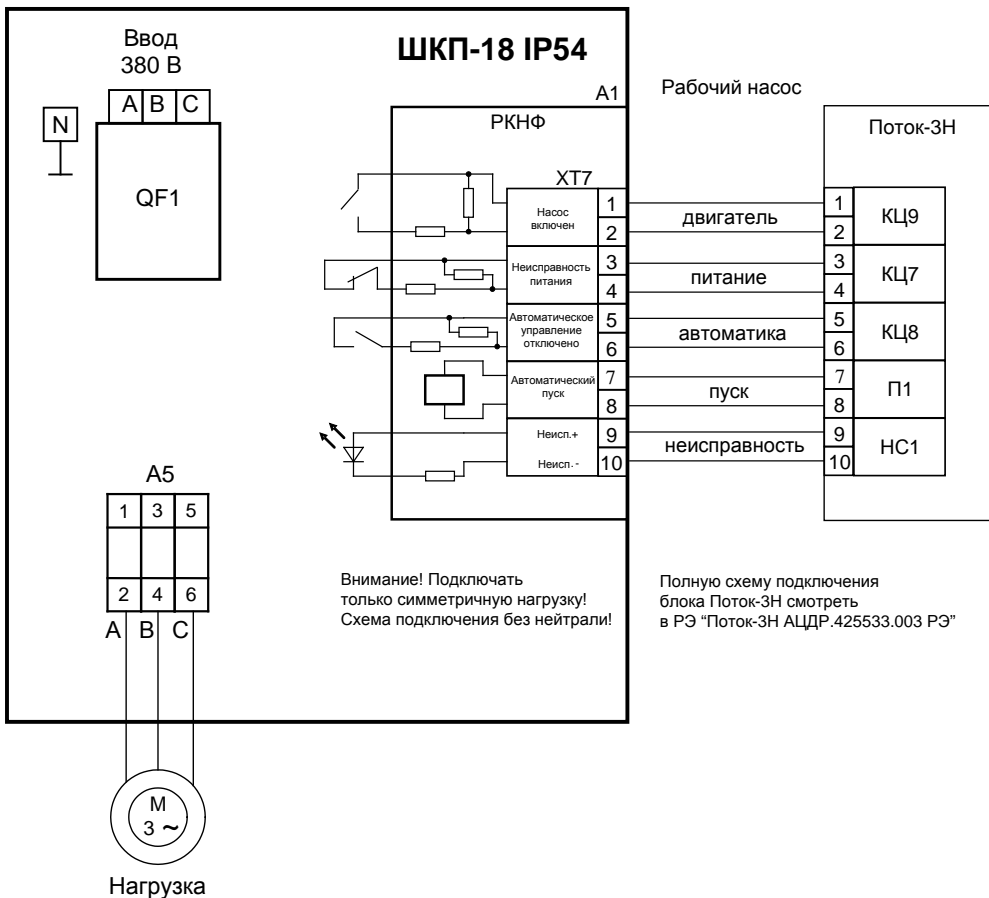 Ввод
380 В
A B C
N
QF1
ШКП-18 IP54
A1
РКНФ
XT7
Насос
включен
1
2
Неисправность
питания
3
4
Автоматическое
управление
отключено
5
6
Автоматический
пуск
7
8
Неисп.+
9
Неисп.-
10
Рабочий насос
двигатель
питание
автоматика
пуск
неисправность
Поток-3Н
1
2
КЦ9
3
4
КЦ7
5
6
КЦ8
7
8
П1
9
10
НС1
A5
1 3 5
2 4 6
A B C
M
3 ~
Нагрузка
Внимание! Подключать
только симметричную нагрузку!
Схема подключения без нейтрали!
Полную схему подключения
блока Поток-3Н смотреть
в РЭ “Поток-3Н АЦДР.425533.003 РЭ”